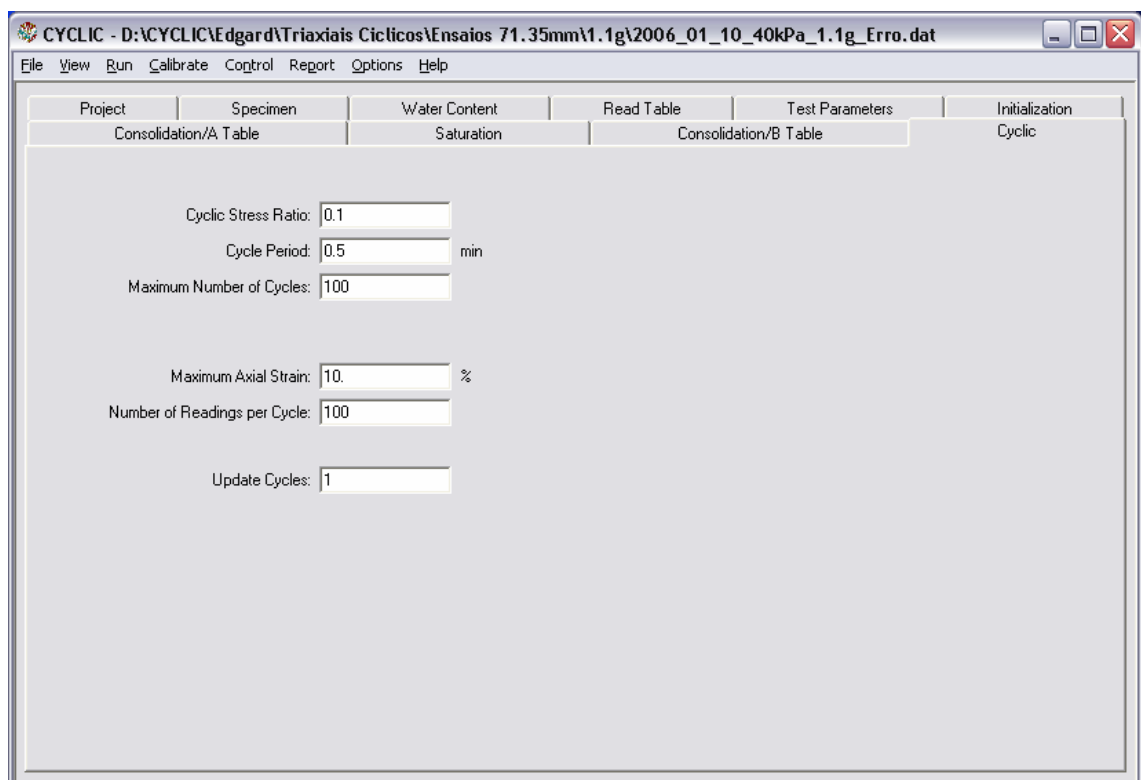 CYCLIC - D:\CYCLIC\Edgard\Triaxiais Ciclicos\Ensaios 71.35mm\1.1g\2006_01_10_40kPa_1.1g_Erro.dat
File View Run Calibrate Control Report Options Help
Project Specimen Water Content Read Table Test Parameters Initialization
Consolidation/A Table Saturation Consolidation/B Table Cyclic
Cyclic Stress Ratio: 0.1
Cycle Period: 0.5 min
Maximum Number of Cycles: 100
Maximum Axial Strain: 10. %
Number of Readings per Cycle: 100
Update Cycles: 1